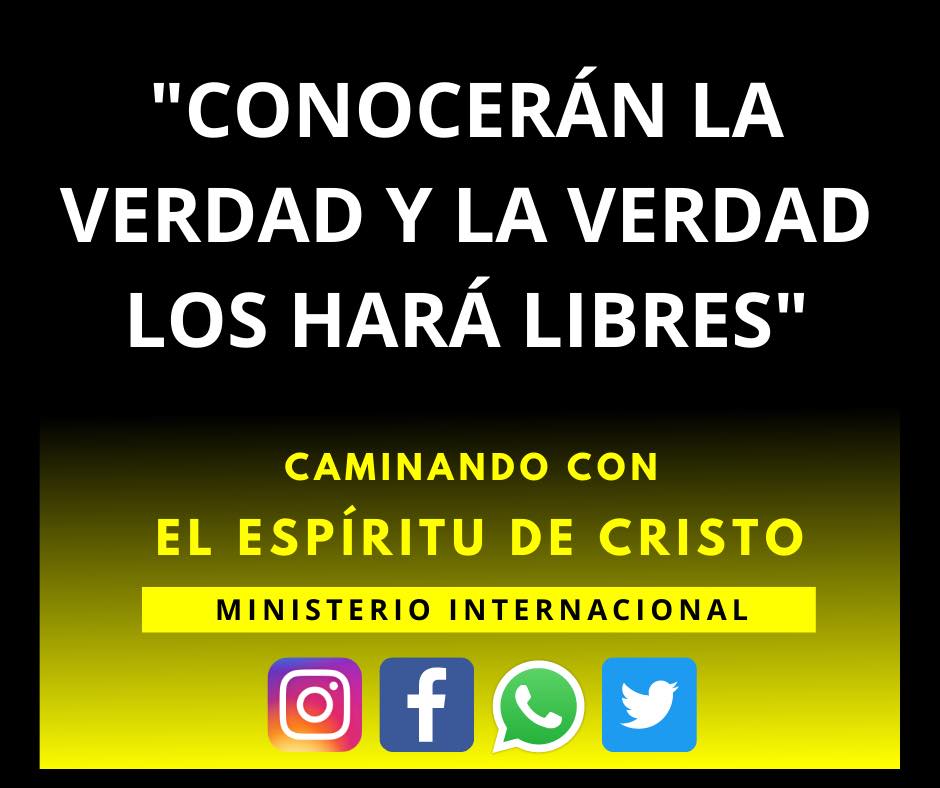 "CONOCERÁN LA
VERDAD Y LA VERDAD
LOS HARÁ LIBRES"
CAMINANDO CON
EL ESPÍRITU DE CRISTO
MINISTERIO INTERNACIONAL